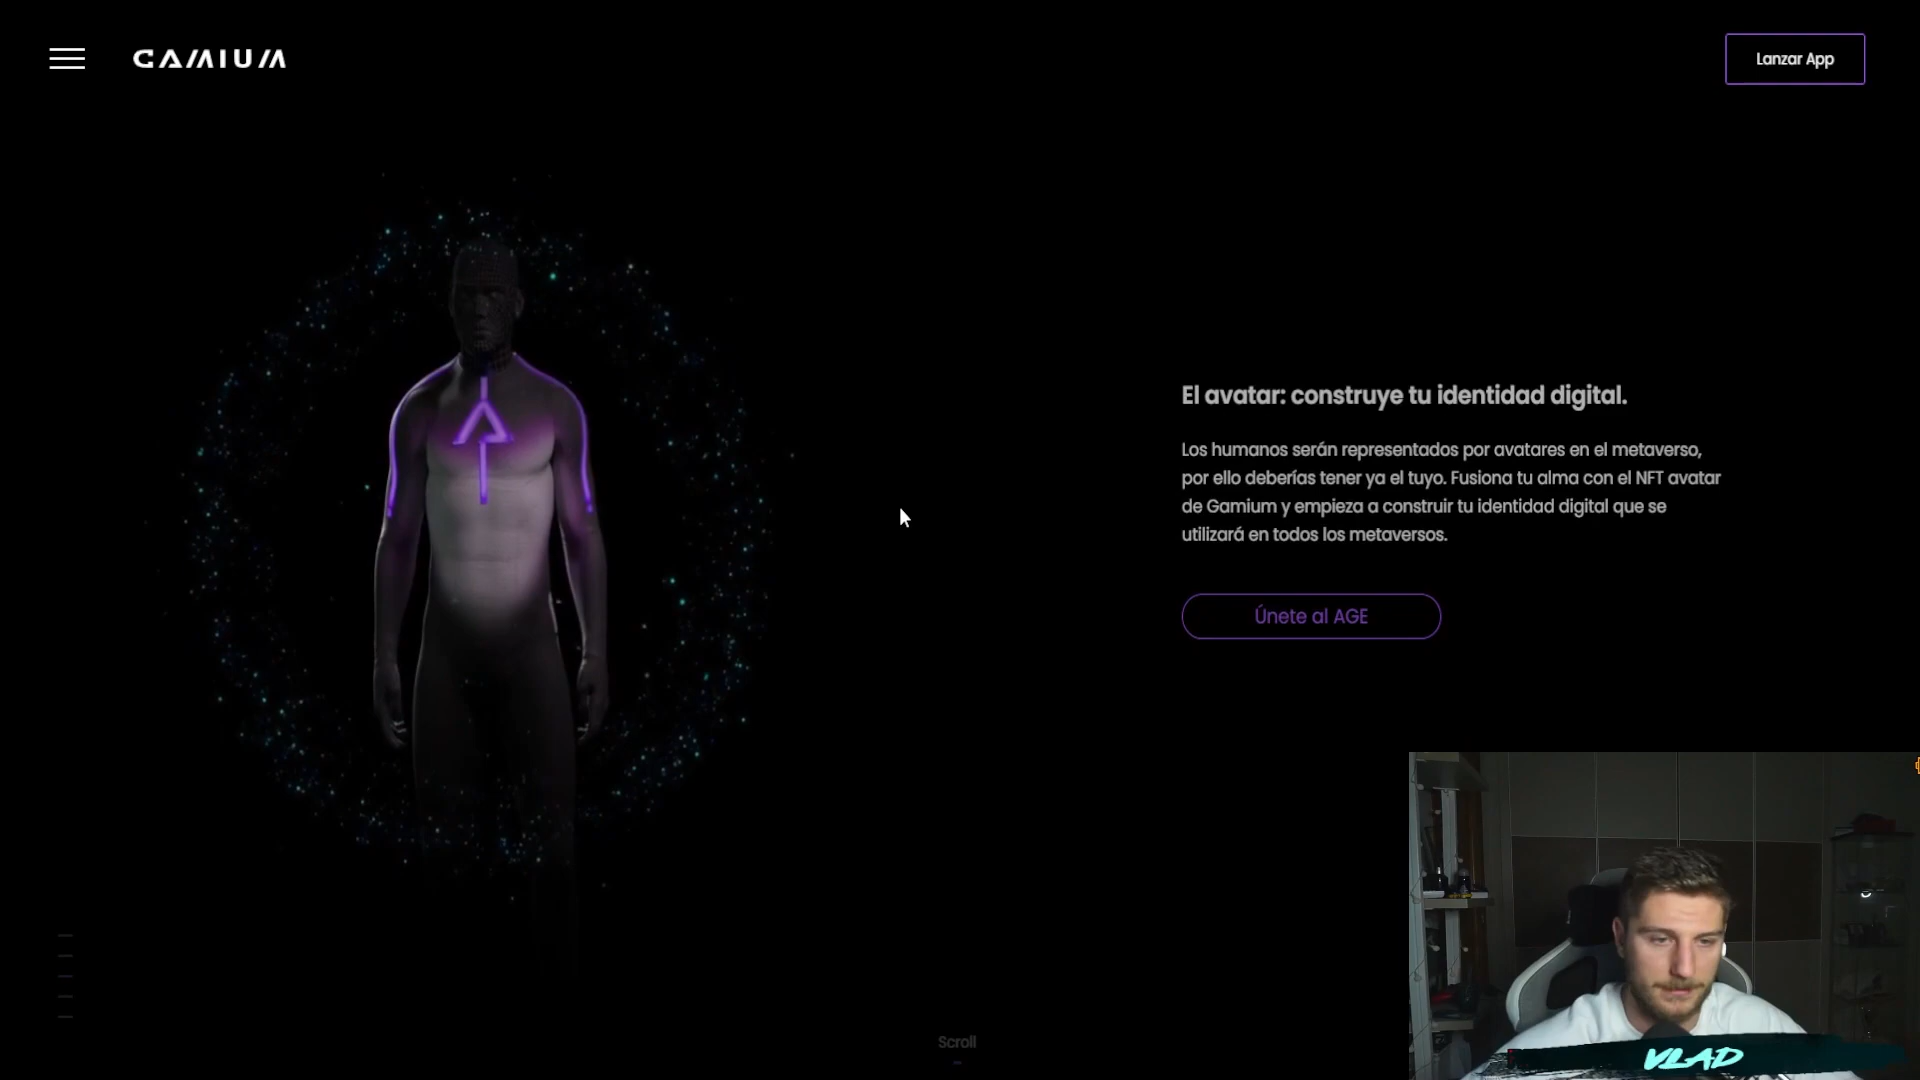 GAMIUM
Lanzar App
El avatar: construye tu identidad digital.
Los humanos serán representados por avatares en el metaverso,
por ello deberías tener ya el tuyo. Fusiona tu alma con el NFT avatar
de Gamium y empieza a construir tu identidad digital que se
utilizará en todos los metaversos.
Únete al AGE
Scroll
VLAD